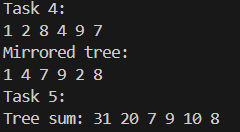 Task 4:
1 2 8 4 9 7
Mirrored tree:
1 4 7 9 2 8
Task 5:
Tree sum: 31 20 7 9 10 8